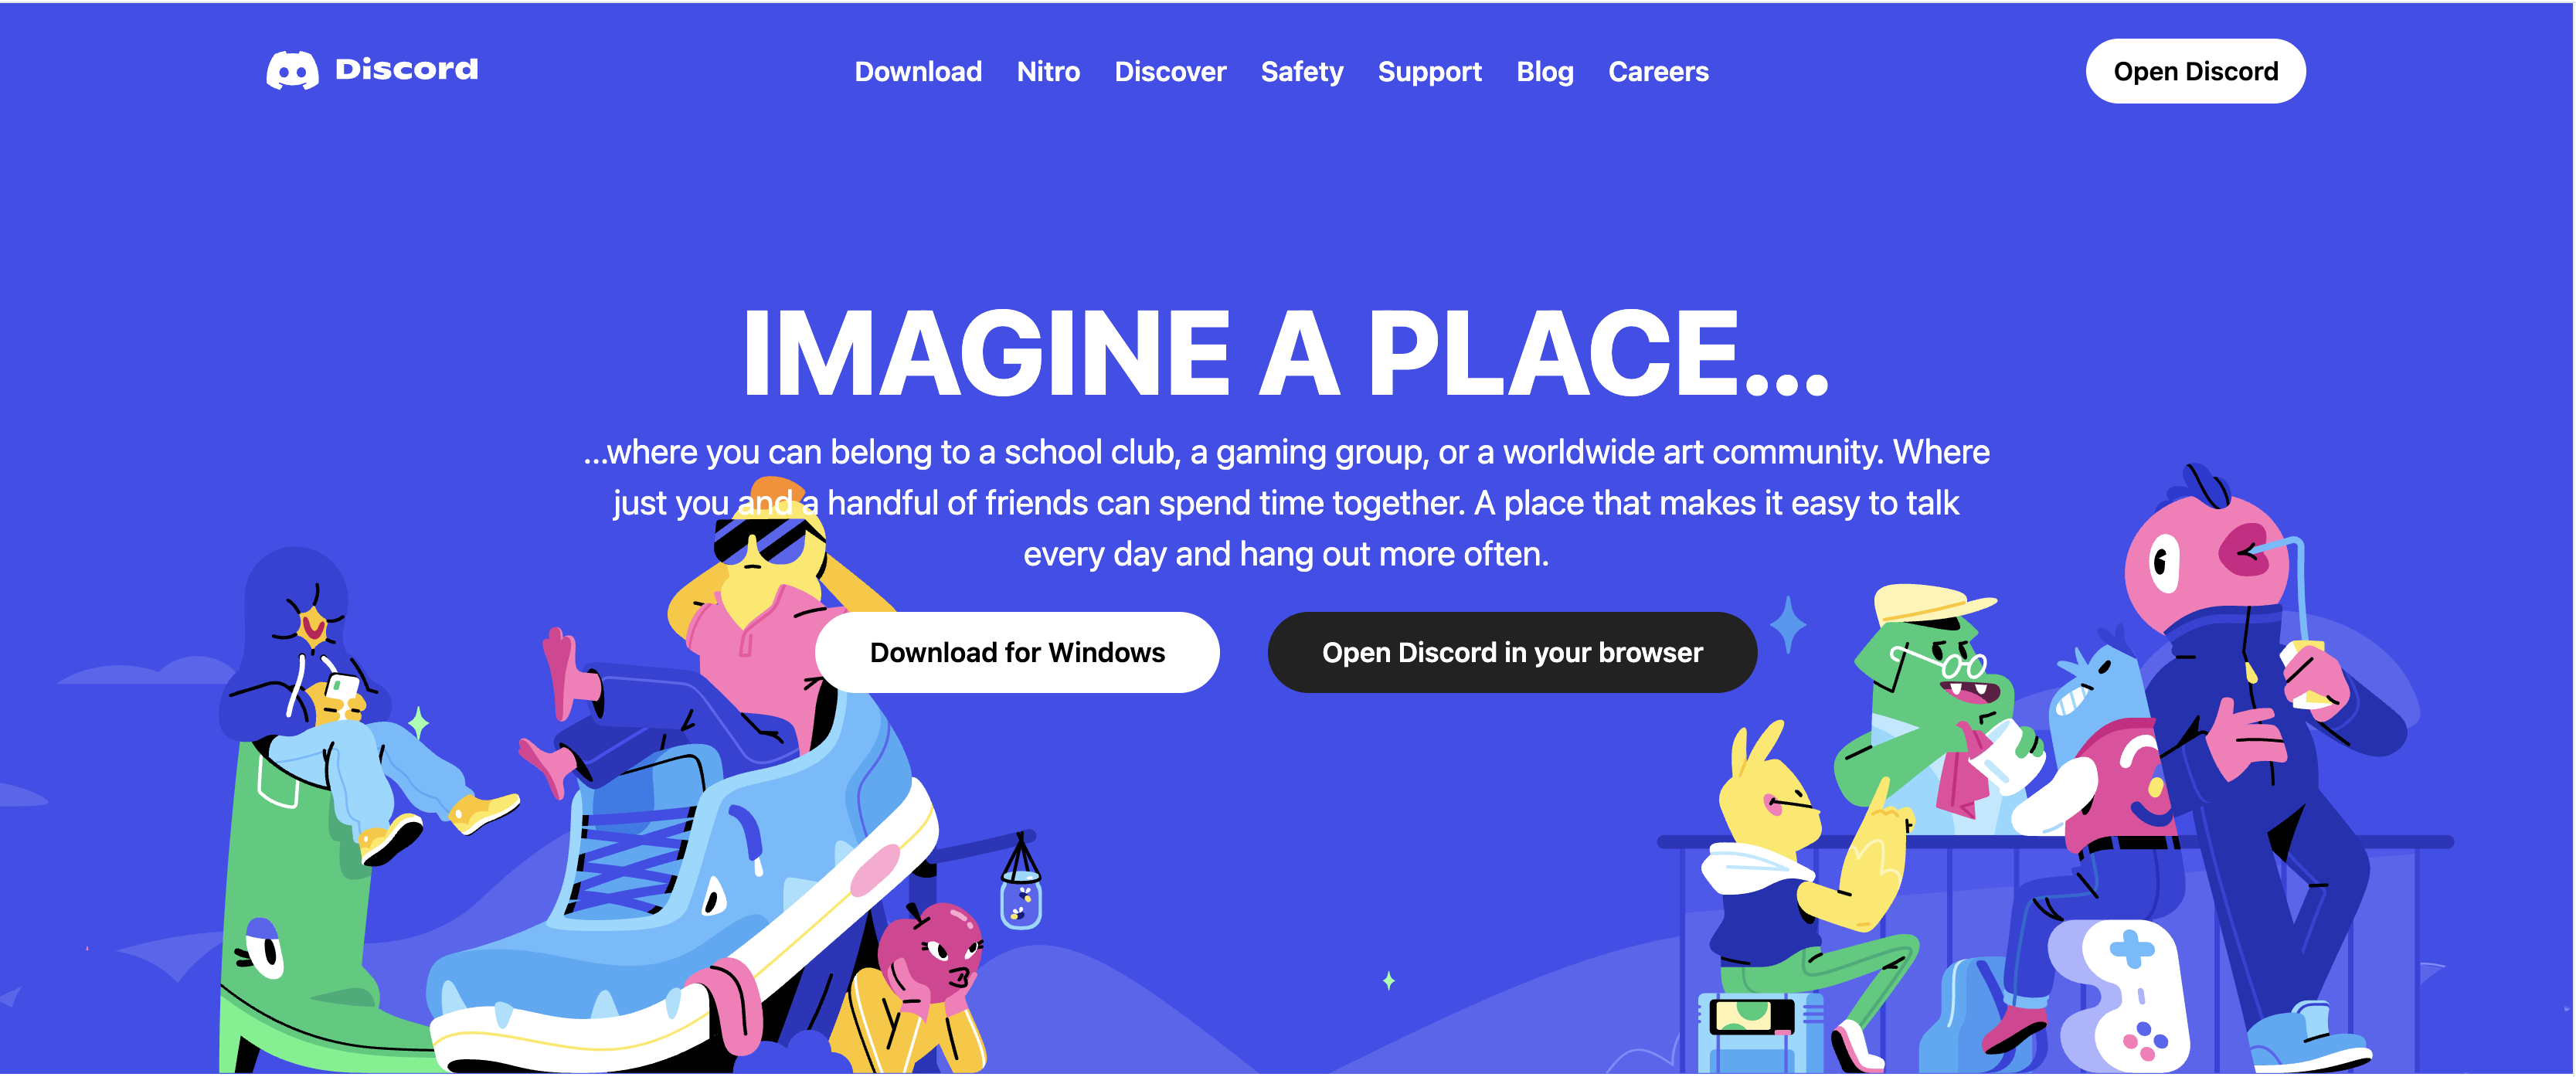 Discord
Download Nitro Discover Safety Support Blog Careers
Open Discord
IMAGINE A PLACE...
...where you can belong to a school club, a gaming group, or a worldwide art community. Where
just you and a handful of friends can spend time together. A place that makes it easy to talk
every day and hang out more often.
Download for Windows
Open Discord in your browser